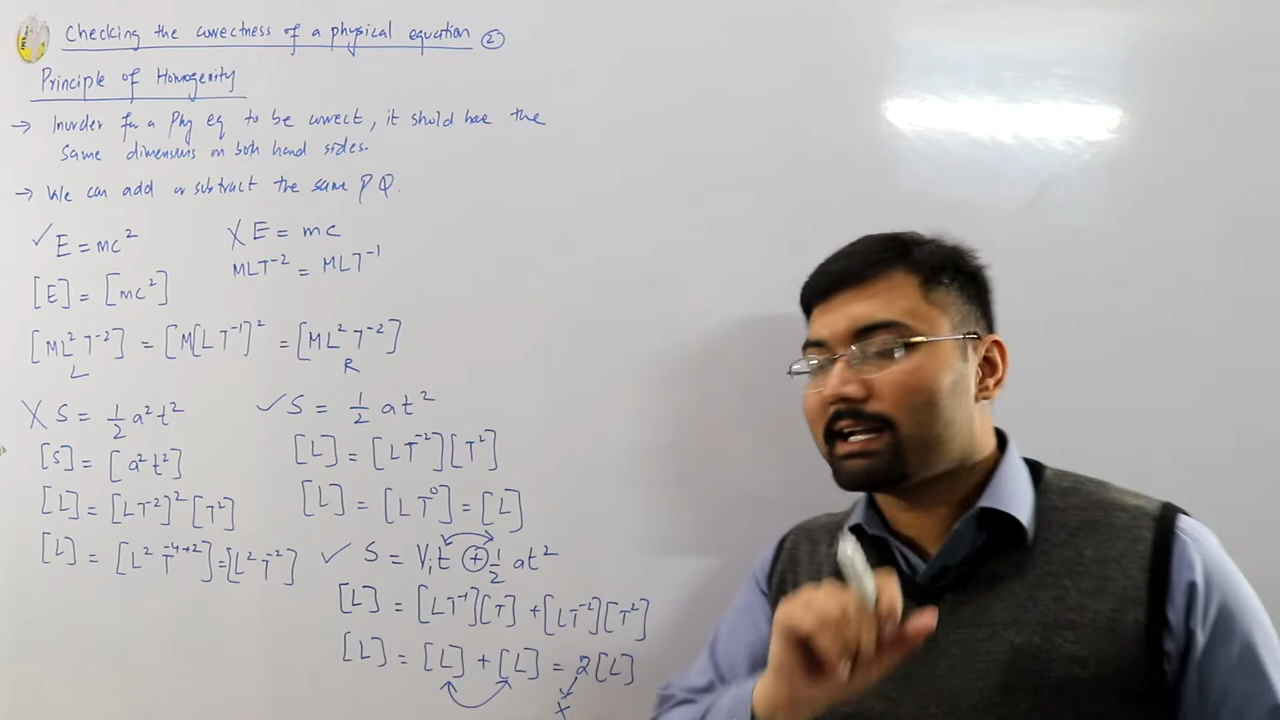 Checking the correctness of a physical equation ②
Principle of Homogenity
→ Inorder for a Phy eq to be correct, it shold hae the
same dimensions on both hand sides.
→ We can add or subtract the same P Q.
✓ E = mc²
X E = mc
MLT⁻² = MLT⁻¹
[E] = [mc²]
[ML²T⁻²] = [M[LT⁻¹]² = [ML²T⁻²]
L R
X S = ½ a²t²
[S] = [a²t²]
[L] = [LT⁻²]²[T²]
[L] = [L² T⁻⁴⁺²] = [L²T⁻²]
✓ S = ½ at²
[L] = [LT⁻²][T²]
[L] = [LT⁰] = [L]
✓ S = Vᵢt ⊕ ½ at²
[L] = [LT⁻¹][T] + [LT⁻²][T²]
[L] = [L] + [L] = 2[L]
x